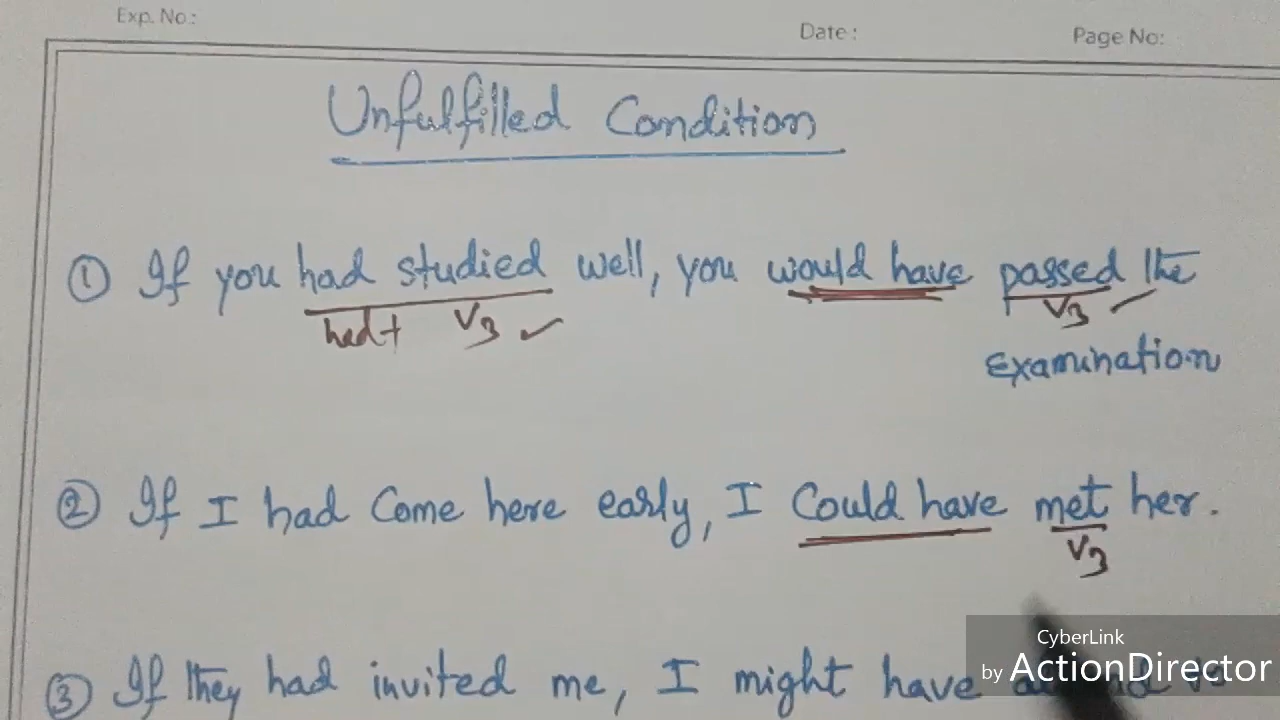 Exp. No:
Date:
Page No:
Unfulfilled Condition
① If you had studied well, you would have passed the
had+ V3 ✓ V3 ✓
Examination
② If I had Come here early, I Could have met her.
V3
③ If they had invited me, I might have
CyberLink
by ActionDirector